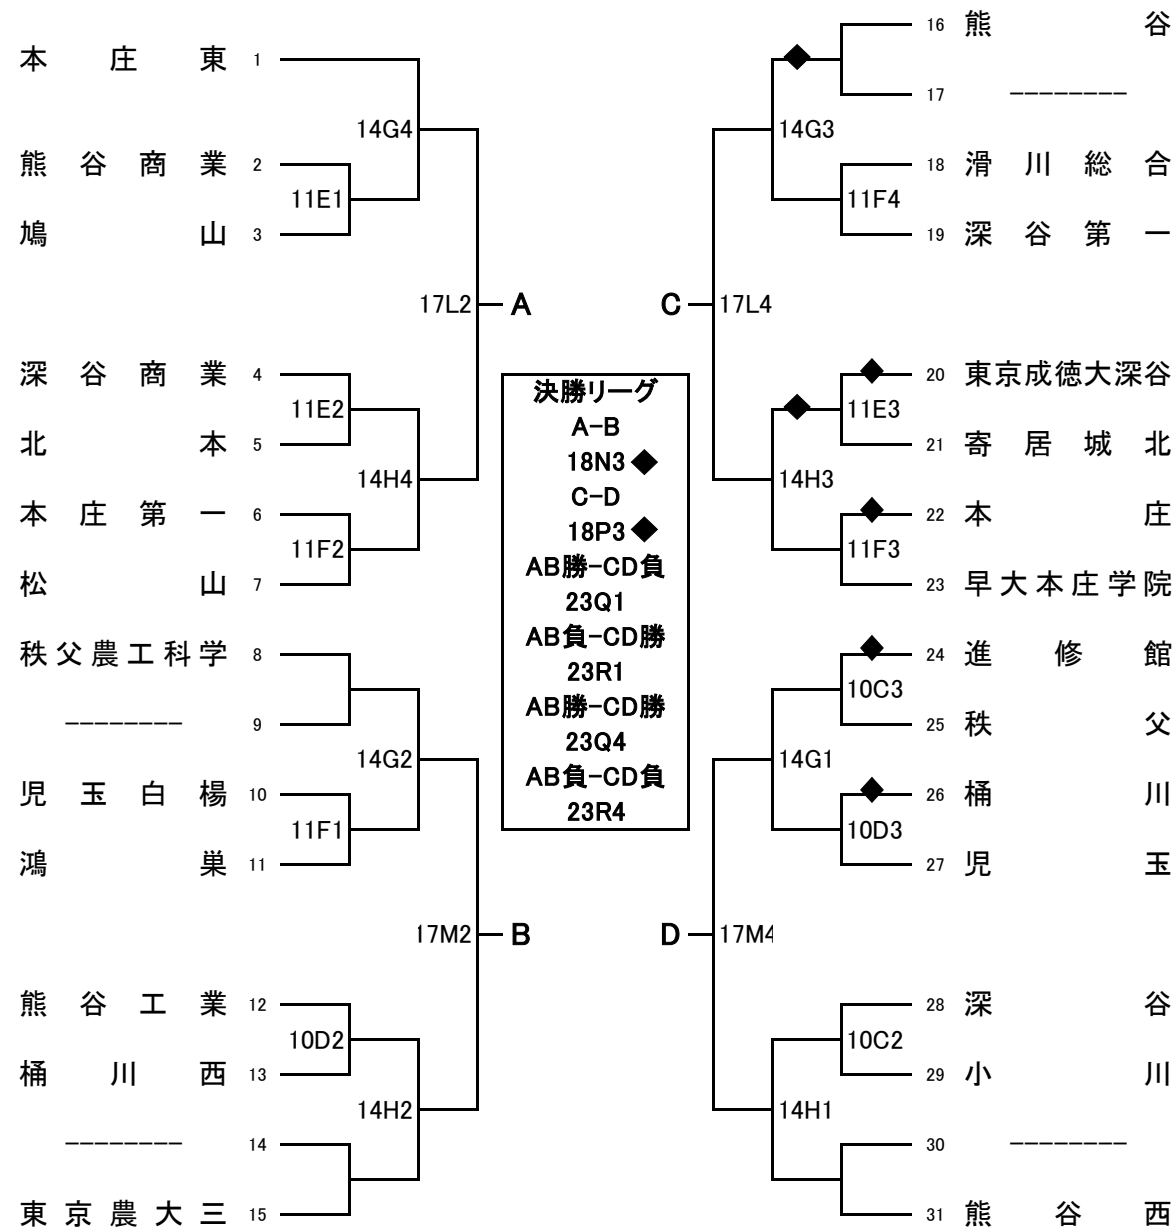 本庄東 1
14G4
熊谷商業 2
11E1
鳩山 3
17L2 A
深谷商業 4
11E2
北本 5
14H4
本庄第一 6
11F2
松山 7
秩父農工科学 8
-------- 9
14G2
児玉白楊 10
11F1
鴻巣 11
17M2 B
熊谷工業 12
10D2
桶川西 13
14H2
-------- 14
東京農大三 15
決勝リーグ
A-B
18N3◆
C-D
18P3◆
AB勝-CD負
23Q1
AB負-CD勝
23R1
AB勝-CD勝
23Q4
AB負-CD負
23R4
16 熊谷
◆
17 --------
14G3
18 滑川総合
11F4
19 深谷第一
C 17L4
◆ 20 東京成徳大深谷
◆ 11E3
21 寄居城北
14H3
◆ 22 本庄
11F3
23 早大本庄学院
◆ 24 進修館
10C3
25 秩父
14G1
◆ 26 桶川
10D3
27 児玉
D 17M4
28 深谷
10C2
29 小川
14H1
30 --------
31 熊谷西